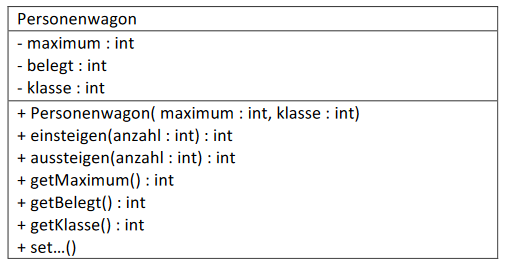 Personenwagon
- maximum : int
- belegt : int
- klasse : int
+ Personenwagon( maximum : int, klasse : int)
+ einsteigen(anzahl : int) : int
+ aussteigen(anzahl : int) : int
+ getMaximum() : int
+ getBelegt() : int
+ getKlasse() : int
+ set...()